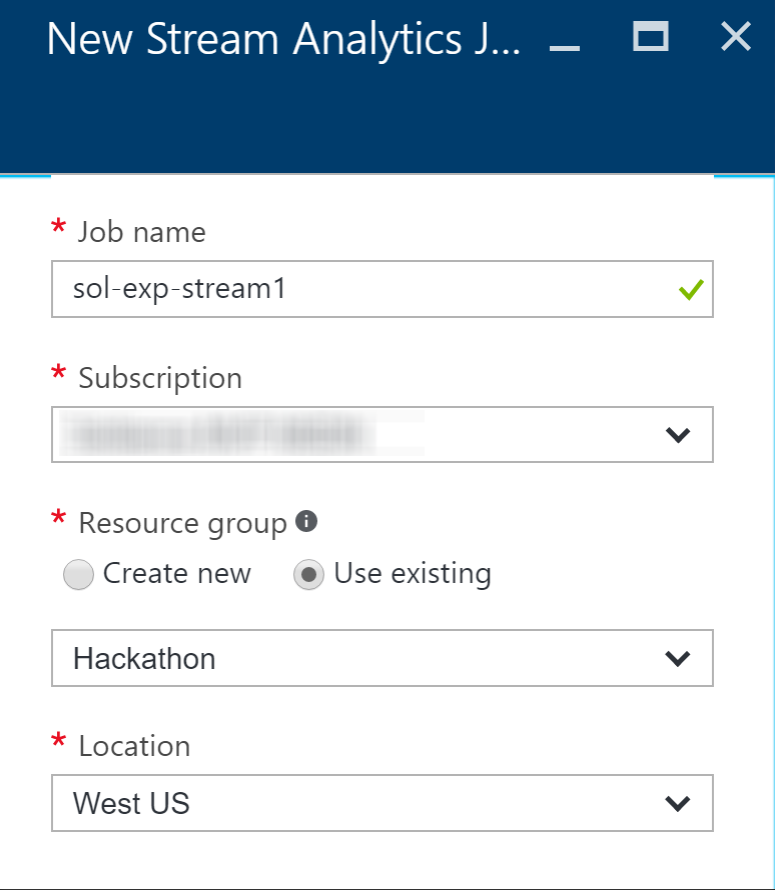 New Stream Analytics J...
* Job name
sol-exp-stream1
* Subscription
* Resource group
Create new Use existing
Hackathon
* Location
West US